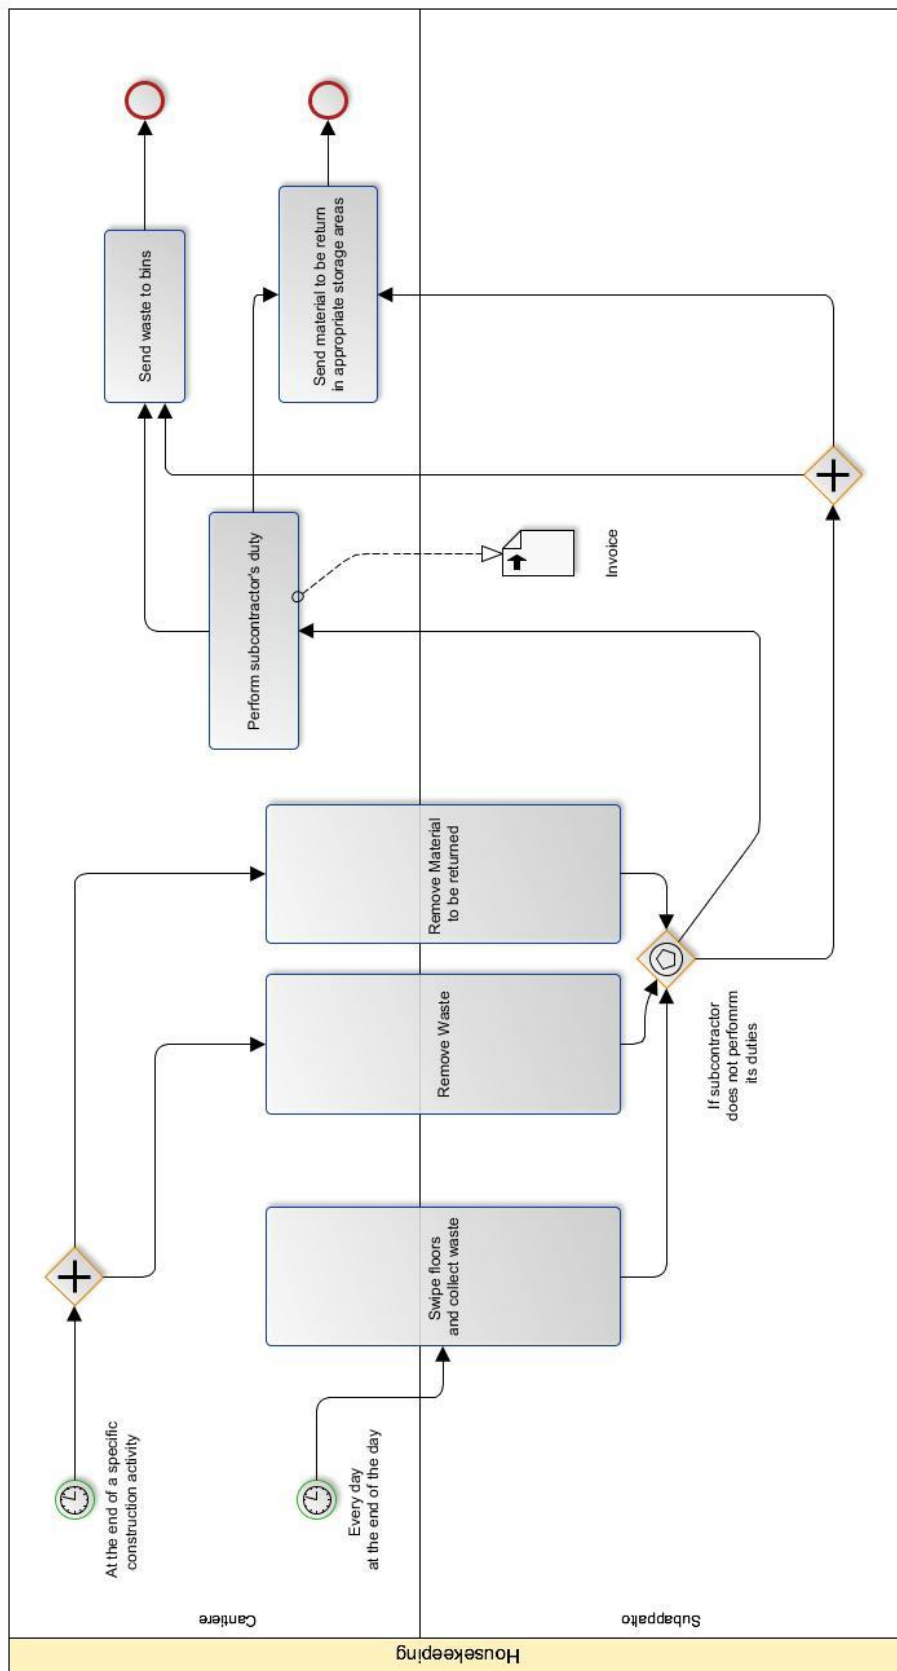 Housekeeping
Cantiere
Subappalto
At the end of a specific
construction activity
Every day
at the end of the day
Swipe floors
and collect waste
Remove Waste
Remove Material
to be returned
If subcontractor
does not perfomrm
its duties
Perform subcontractor's duty
Invoice
Send waste to bins
Send material to be return
in appropriate storage areas